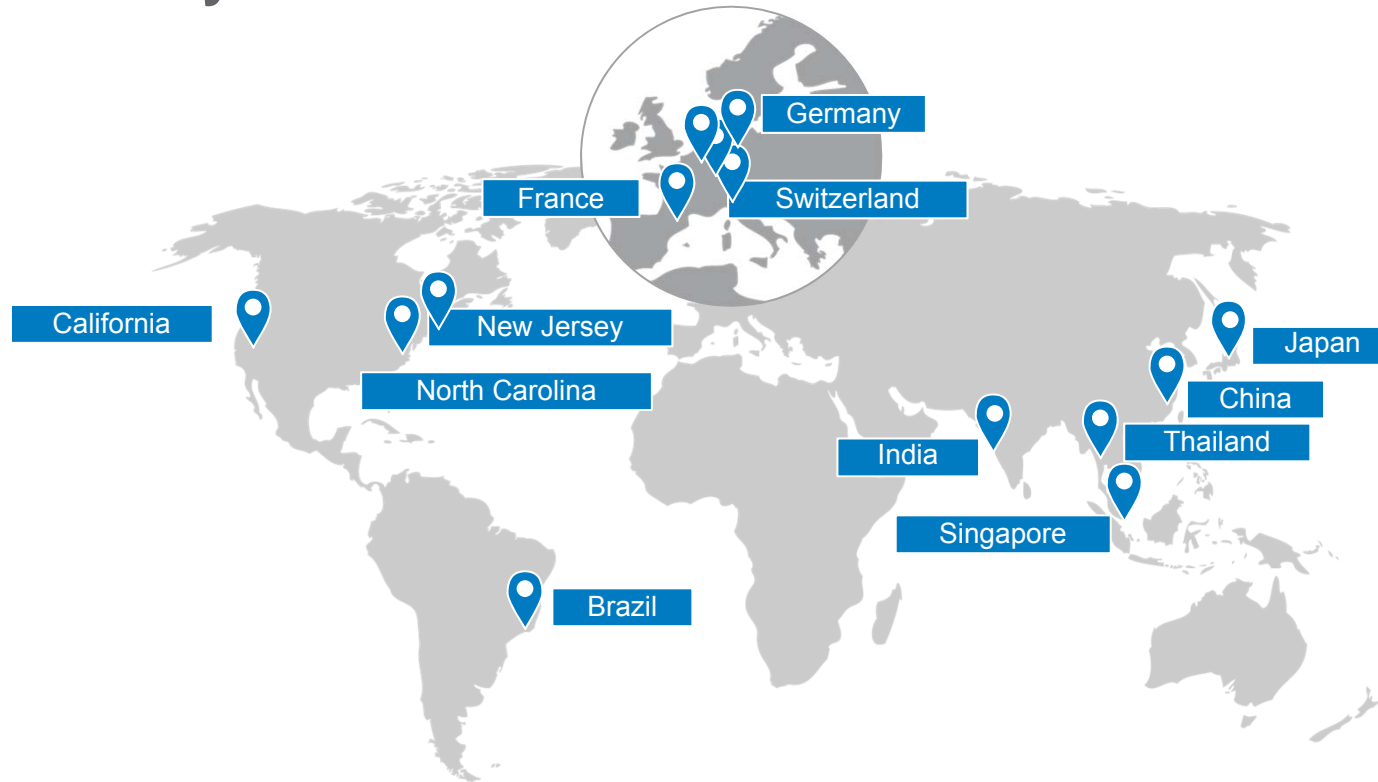 Germany
France
Switzerland
California
New Jersey
Japan
North Carolina
China
Thailand
India
Singapore
Brazil